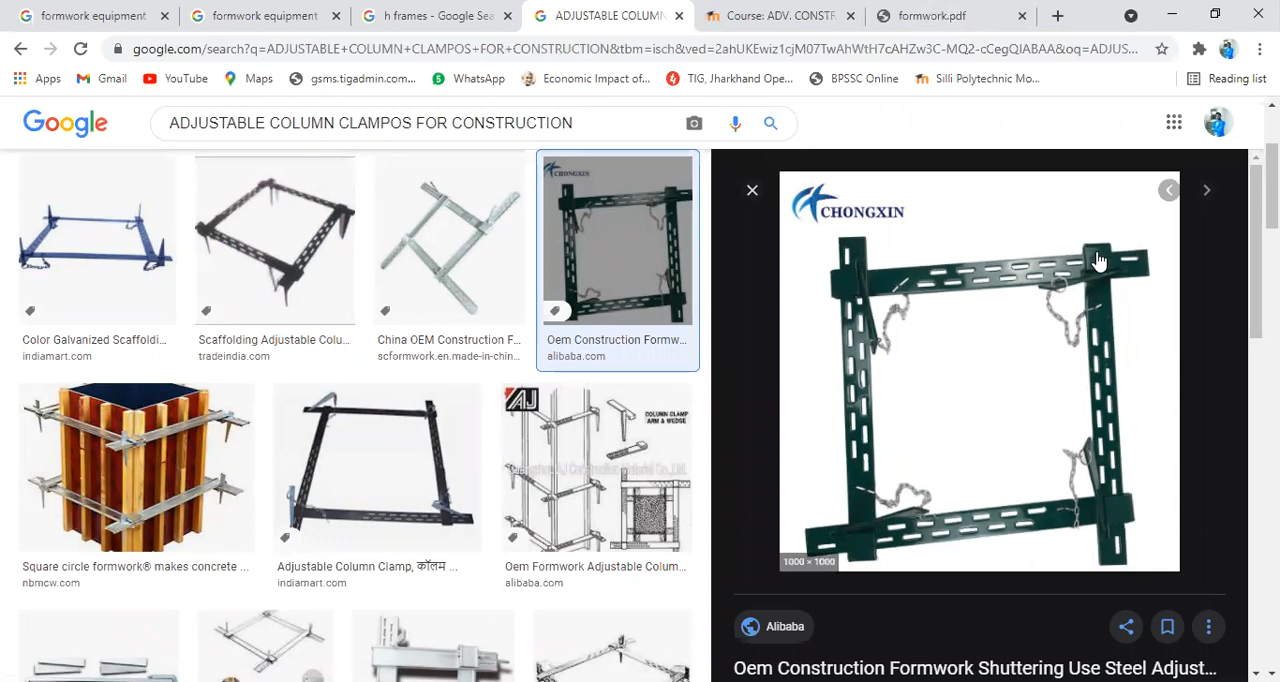 formwork equipment
formwork equipment
h frames - Google Sea
ADJUSTABLE COLUMN
Course: ADV. CONSTR
formwork.pdf
google.com/search?q=ADJUSTABLE+COLUMN+CLAMPOS+FOR+CONSTRUCTION&tbm=isch&ved=2ahUKEwiz1cjM07TwAhWtH7cAHZw3C-MQ2-cCegQIABAA&oq=ADJUS...
Apps
Gmail
YouTube
Maps
gsms.tigadmin.com...
WhatsApp
Economic Impact of...
TIG, Jharkhand Ope...
BPSSC Online
Silli Polytechnic Mo...
Reading list
Google
ADJUSTABLE COLUMN CLAMPOS FOR CONSTRUCTION
CHONGXIN
CHONGXIN
Color Galvanized Scaffoldi...
indiamart.com
Scaffolding Adjustable Colu...
tradeindia.com
China OEM Construction F...
scformwork.en.made-in-chin...
Oem Construction Formw...
alibaba.com
AJ
COLUMN CLAMP
ARM & WEDGE
Square circle formwork® makes concrete ...
nbmcw.com
Adjustable Column Clamp, कॉलम ...
indiamart.com
Oem Formwork Adjustable Colum...
alibaba.com
1000 × 1000
Alibaba
Oem Construction Formwork Shuttering Use Steel Adjust...